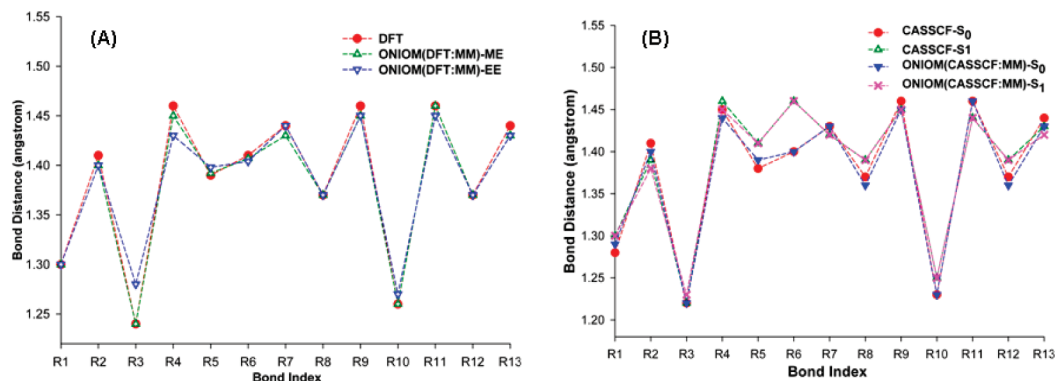 (A)
DFT
ONIOM(DFT:MM)-ME
ONIOM(DFT:MM)-EE
Bond Distance (angstrom)
1.55
1.50
1.45
1.40
1.35
1.30
1.25
R1 R2 R3 R4 R5 R6 R7 R8 R9 R10 R11 R12 R13
Bond Index
(B)
CASSCF-S0
CASSCF-S1
ONIOM(CASSCF:MM)-S0
ONIOM(CASSCF:MM)-S1
Bond Distance (angstrom)
1.55
1.50
1.45
1.40
1.35
1.30
1.25
1.20
R1 R2 R3 R4 R5 R6 R7 R8 R9 R10 R11 R12 R13
Bond Index